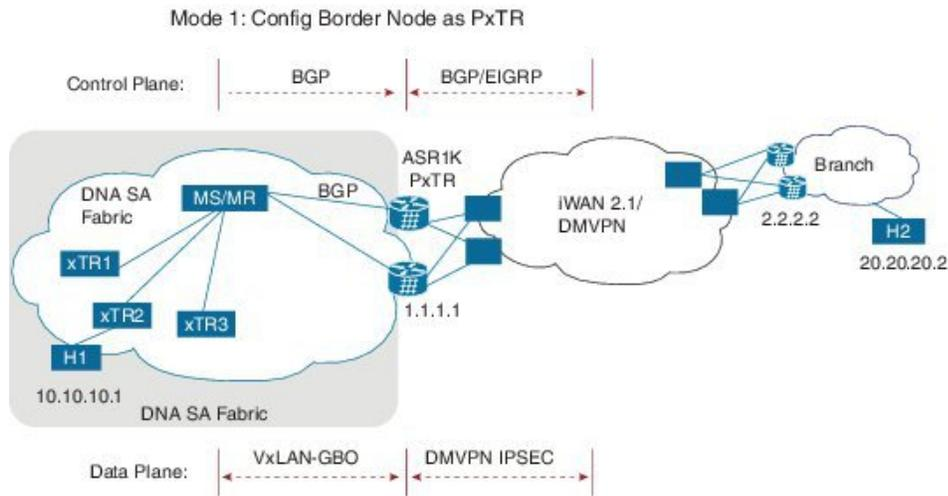 Mode 1: Config Border Node as PxTR
Control Plane:
BGP
BGP/EIGRP
DNA SA
Fabric
MS/MR
BGP
ASR1K
PxTR
iWAN 2.1/
DMVPN
Branch
2.2.2.2
H2
20.20.20.2
xTR1
xTR2
xTR3
1.1.1.1
H1
10.10.10.1
DNA SA Fabric
Data Plane:
VxLAN-GBO
DMVPN IPSEC